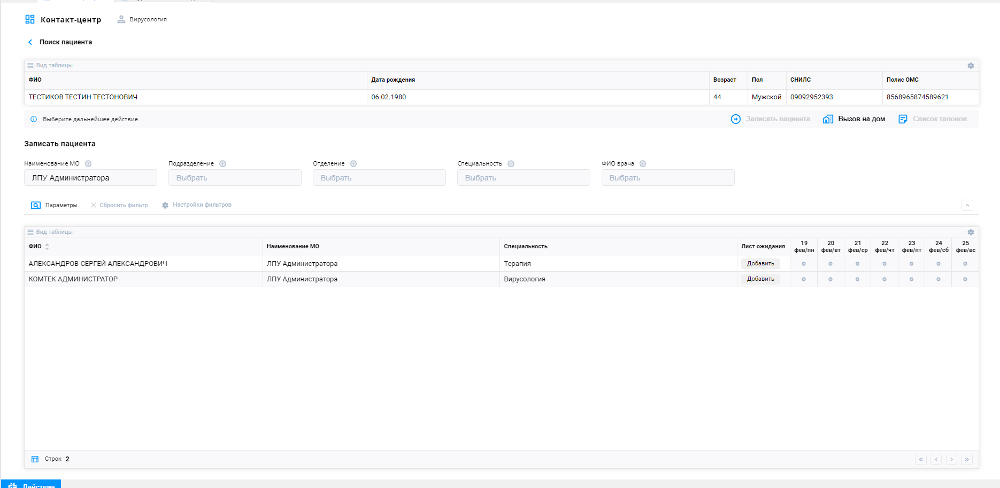 Контакт-центр Вирусология
Поиск пациента
Вид таблицы
ФИО Дата рождения Возраст Пол СНИЛС Полис ОМС
ТЕСТИКОВ ТЕСТИН ТЕСТОНОВИЧ 06.02.1980 44 Мужской 09092952393 8568965874589621
Выберите дальнейшее действие. Записать пациента Вызов на дом Список талонов
Записать пациента
Наименование МО Подразделение Отделение Специальность ФИО врача
ЛПУ Администратора Выбрать Выбрать Выбрать Выбрать
Параметры Сбросить фильтр Настройки фильтров
Вид таблицы
ФИО Наименование МО Специальность Лист ожидания 19 фев/пн 20 фев/вт 21 фев/ср 22 фев/чт 23 фев/пт 24 фев/сб 25 фев/вс
АЛЕКСАНДРОВ СЕРГЕЙ АЛЕКСАНДРОВИЧ ЛПУ Администратора Терапия Добавить
КОМТЕК АДМИНИСТРАТОР ЛПУ Администратора Вирусология Добавить
Строк 2
Действие